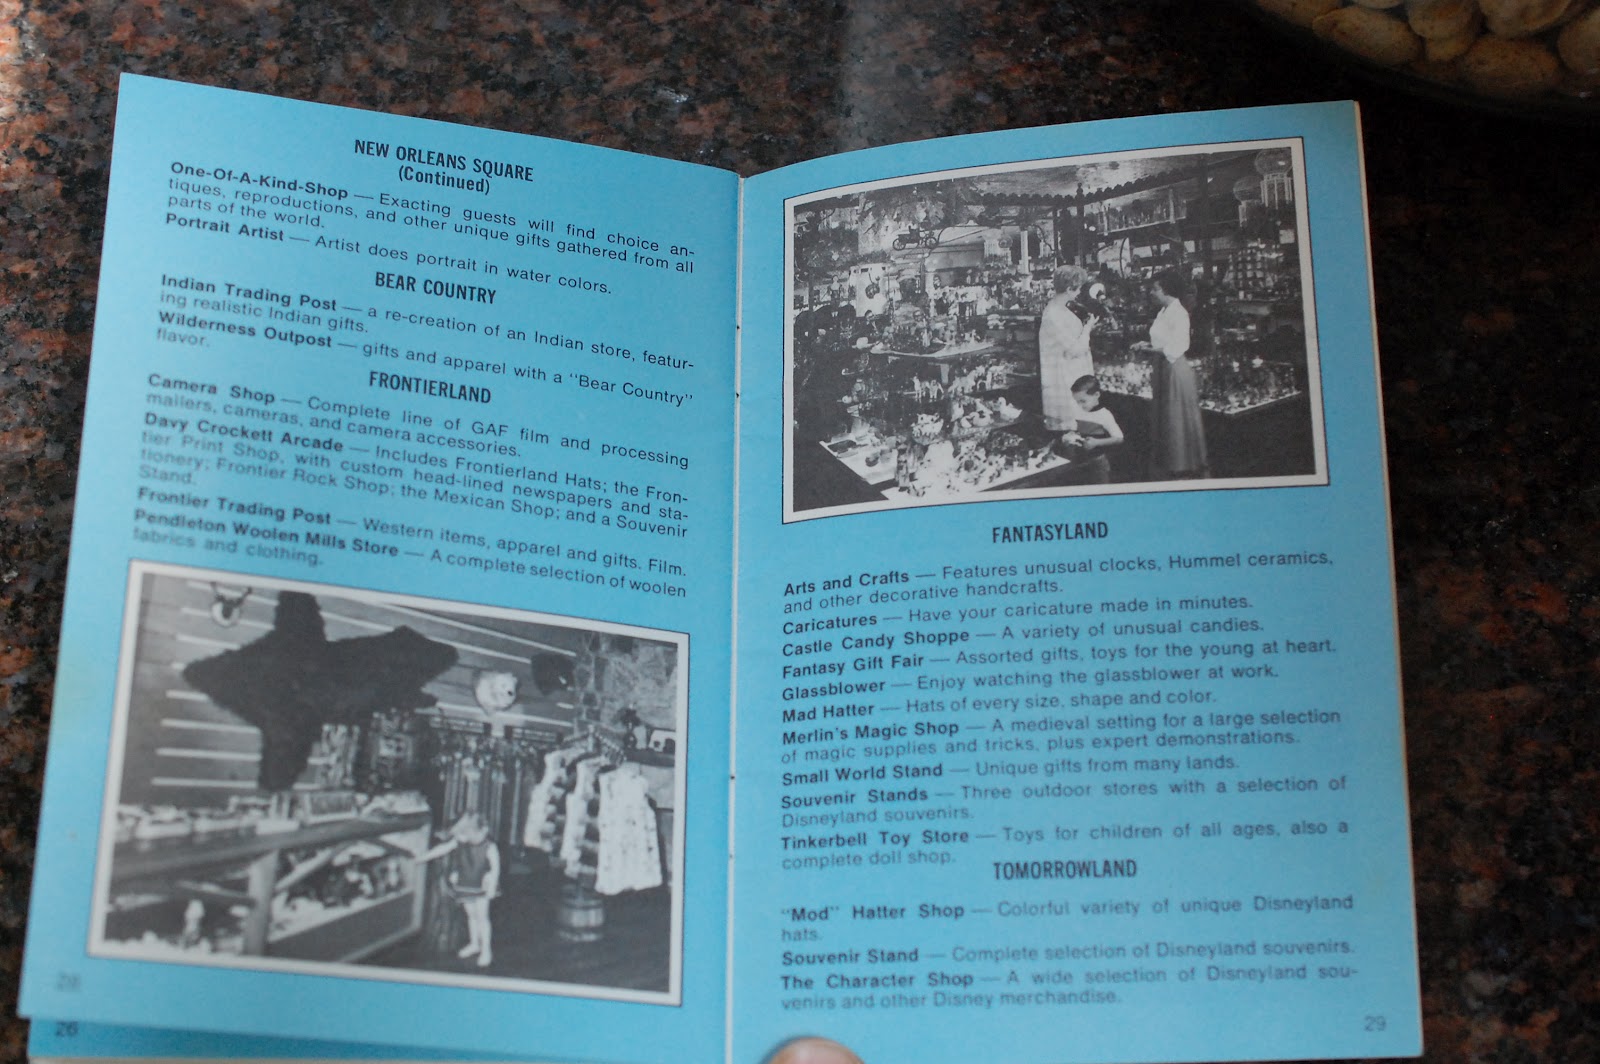 NEW ORLEANS SQUARE
(Continued)
One-Of-A-Kind-Shop — Exacting guests will find choice an-
tiques, reproductions, and other unique gifts gathered from all
parts of the world.
Portrait Artist — Artist does portrait in water colors.
BEAR COUNTRY
Indian Trading Post — a re-creation of an Indian store, featur-
ing realistic Indian gifts.
Wilderness Outpost — gifts and apparel with a "Bear Country"
flavor.
FRONTIERLAND
Camera Shop — Complete line of GAF film and processing
mailers, cameras, and camera accessories.
Davy Crockett Arcade — Includes Frontierland Hats; the Fron-
tier Print Shop, with custom head-lined newspapers and sta-
tionery; Frontier Rock Shop; the Mexican Shop; and a Souvenir
Stand.
Frontier Trading Post — Western items, apparel and gifts. Film.
Pendleton Woolen Mills Store — A complete selection of woolen
fabrics and clothing.
28
26
FANTASYLAND
Arts and Crafts — Features unusual clocks, Hummel ceramics,
and other decorative handcrafts.
Caricatures — Have your caricature made in minutes.
Castle Candy Shoppe — A variety of unusual candies.
Fantasy Gift Fair — Assorted gifts, toys for the young at heart.
Glassblower — Enjoy watching the glassblower at work.
Mad Hatter — Hats of every size, shape and color.
Merlin's Magic Shop — A medieval setting for a large selection
of magic supplies and tricks, plus expert demonstrations.
Small World Stand — Unique gifts from many lands.
Souvenir Stands — Three outdoor stores with a selection of
Disneyland souvenirs.
Tinkerbell Toy Store — Toys for children of all ages, also a
complete doll shop.
TOMORROWLAND
"Mod" Hatter Shop — Colorful variety of unique Disneyland
hats.
Souvenir Stand — Complete selection of Disneyland souvenirs.
The Character Shop — A wide selection of Disneyland sou-
venirs and other Disney merchandise.
29